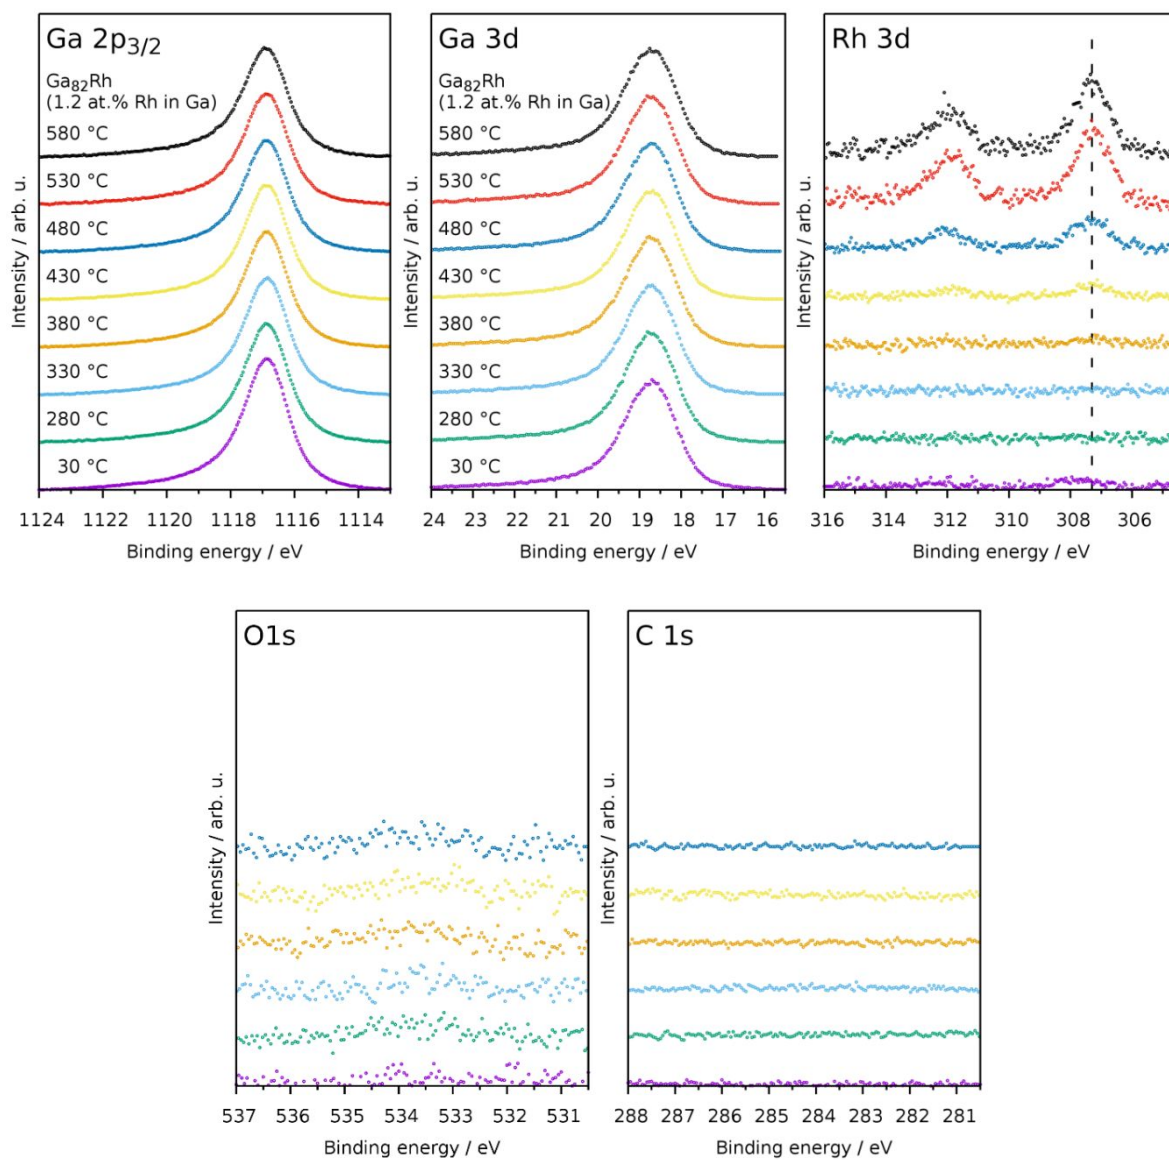 Ga 2p3/2
Ga82Rh
(1.2 at.% Rh in Ga)
580 °C
530 °C
480 °C
430 °C
380 °C
330 °C
280 °C
30 °C
Intensity / arb. u.
1124 1122 1120 1118 1116 1114
Binding energy / eV
Ga 3d
Ga82Rh
(1.2 at.% Rh in Ga)
580 °C
530 °C
480 °C
430 °C
380 °C
330 °C
280 °C
30 °C
Intensity / arb. u.
24 23 22 21 20 19 18 17 16
Binding energy / eV
Rh 3d
Intensity / arb. u.
316 314 312 310 308 306
Binding energy / eV
O1s
Intensity / arb. u.
537 536 535 534 533 532 531
Binding energy / eV
C 1s
Intensity / arb. u.
288 287 286 285 284 283 282 281
Binding energy / eV